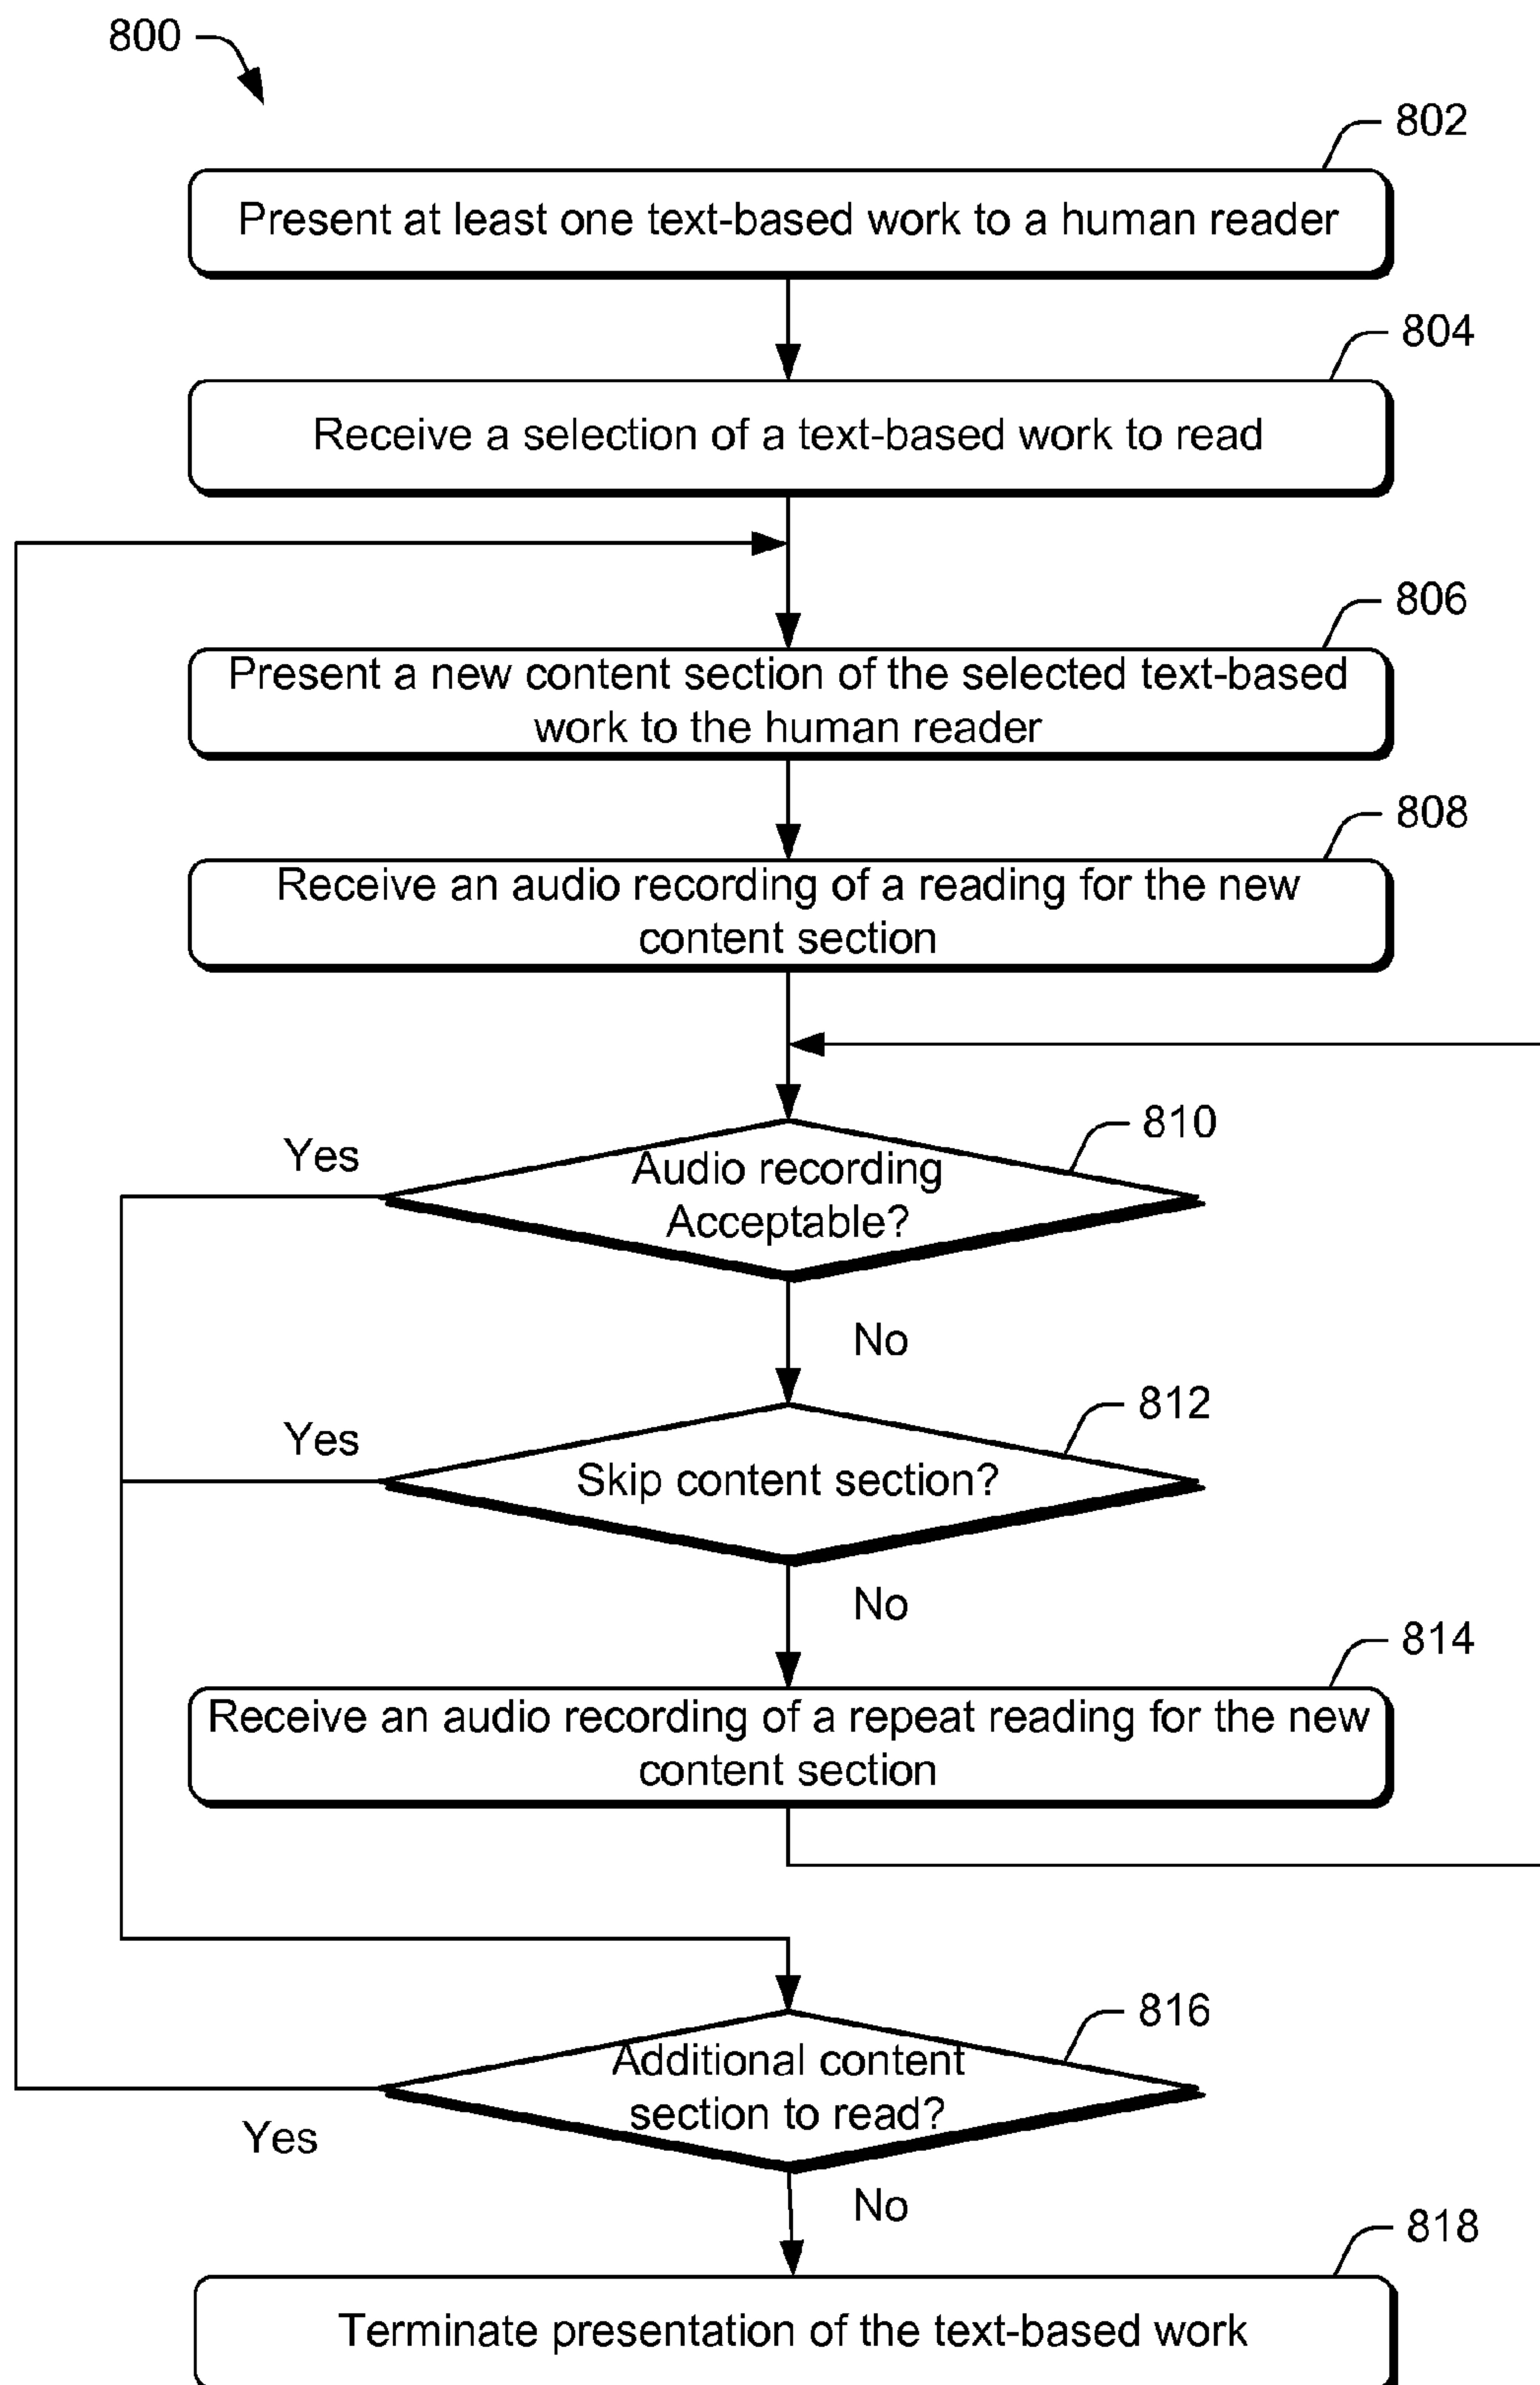 800
802
Present at least one text-based work to a human reader
804
Receive a selection of a text-based work to read
806
Present a new content section of the selected text-based
work to the human reader
808
Receive an audio recording of a reading for the new
content section
810
Yes
Audio recording
Acceptable?
No
812
Yes
Skip content section?
No
814
Receive an audio recording of a repeat reading for the new
content section
816
Additional content
section to read?
Yes
No
818
Terminate presentation of the text-based work